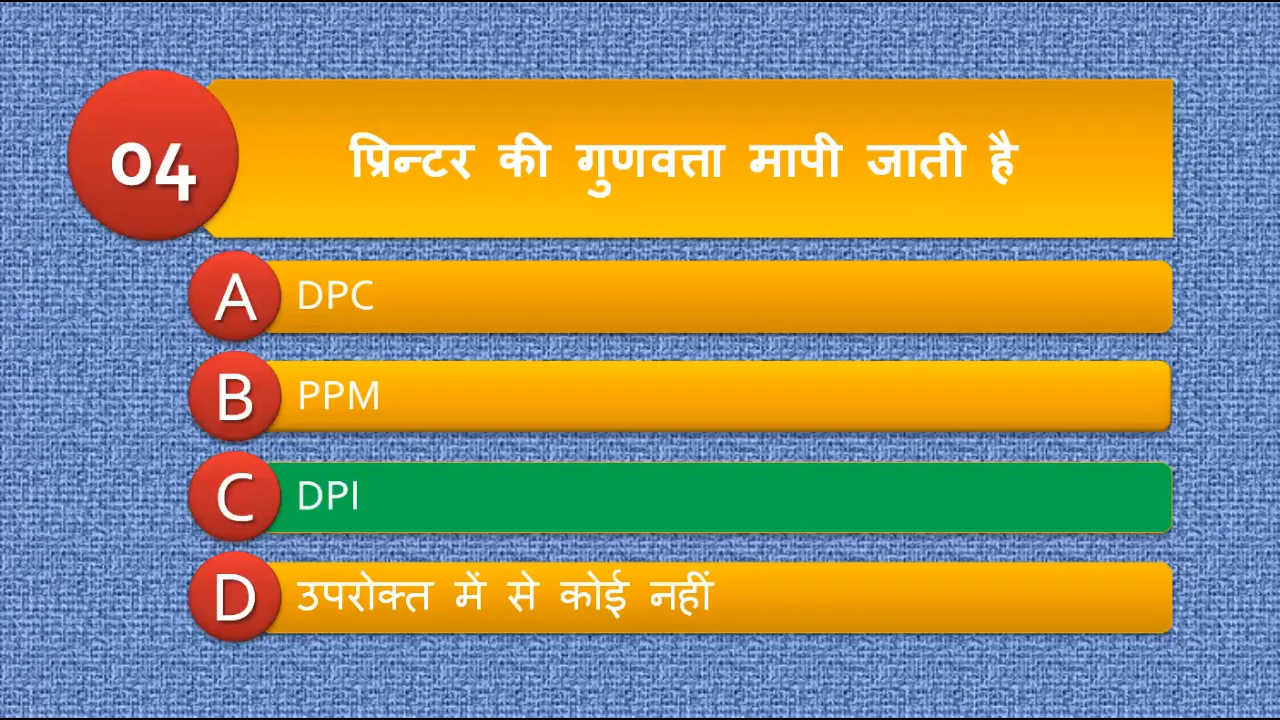 04
प्रिन्टर की गुणवत्ता मापी जाती है
A DPC
B PPM
C DPI
D उपरोक्त में से कोई नहीं